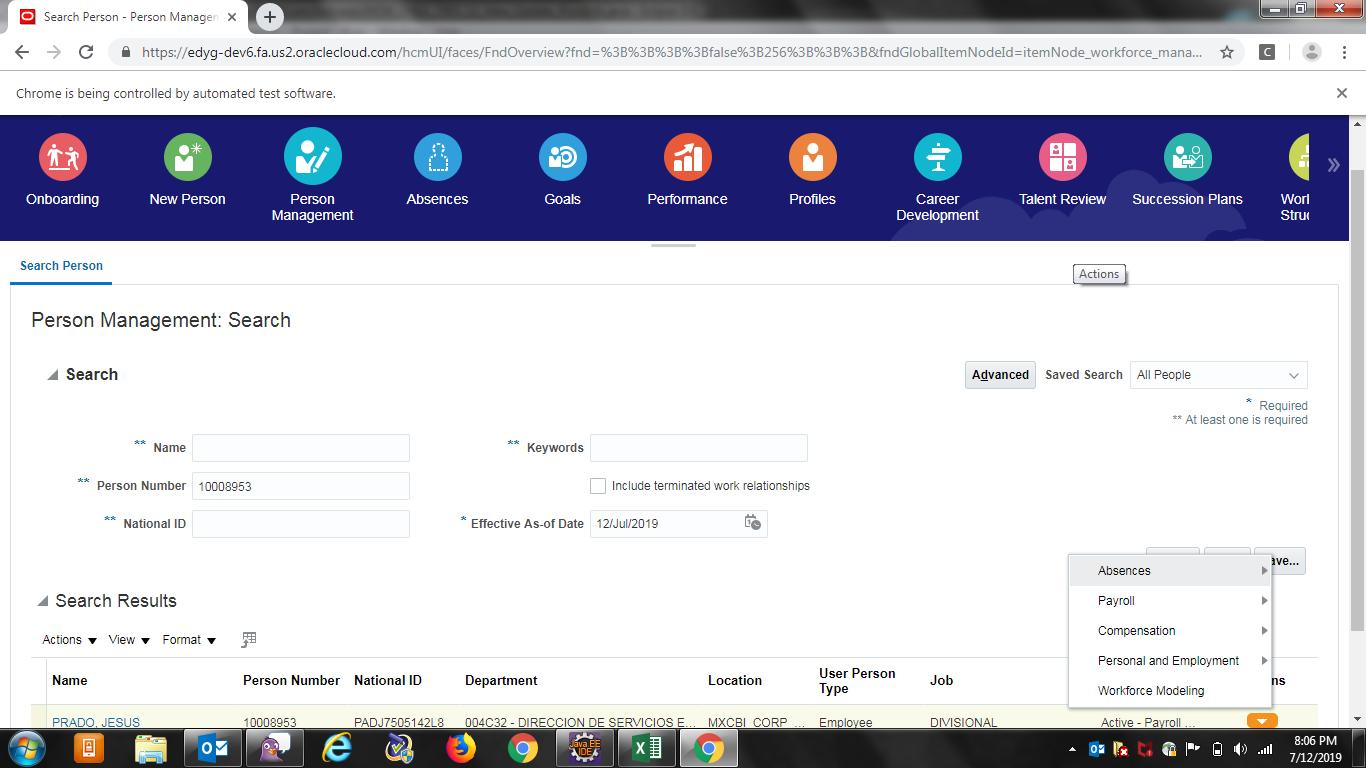 Search Person - Person Managem
https://edyg-dev6.fa.us2.oraclecloud.com/hcmUI/faces/FndOverview?fnd=%3B%3B%3B%3Bfalse%3B256%3B%3B%3B&fndGlobalItemNodeId=itemNode_workforce_mana...
C
Chrome is being controlled by automated test software.
Onboarding New Person Person Management Absences Goals Performance Profiles Career Development Talent Review Succession Plans
Search Person
Actions
Person Management: Search
Search
Advanced Saved Search All People
* Required
** At least one is required
** Name ** Keywords
** Person Number 10008953 Include terminated work relationships
** National ID * Effective As-of Date 12/Jul/2019
ave...
Absences
Payroll
Compensation
Personal and Employment
Workforce Modeling
Search Results
Actions View Format
Name Person Number National ID Department Location User Person Type Job ns
PRADO, JESUS 10008953 PADJ7505142L8 004C32 - DIRECCION DE SERVICIOS E... MXCBI_CORP_... Employee DIVISIONAL Active - Payroll ...
Java EE IDE
8:06 PM
7/12/2019